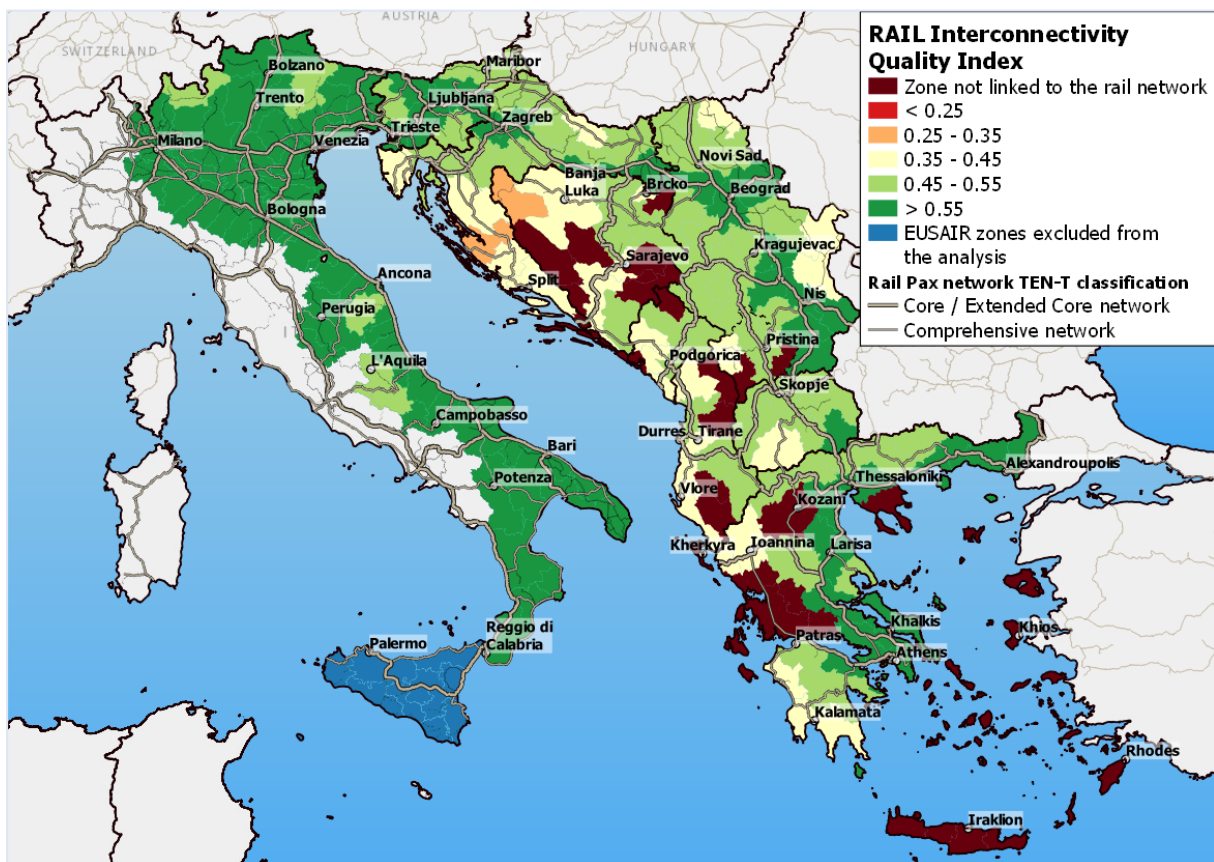 AUSTRIA
SWITZERLAND
HUNGARY
Bolzano
Maribor
Trento
Ljubljana
Zagreb
Trieste
Milano
Venezia
Novi Sad
Banja
Luka
Brcko
Beograd
Bologna
Kragujevac
Sarajevo
Ancona
Split
Nis
Perugia
Pristina
Podgorica
L'Aquila
Skopje
Campobasso
Durres
Tirane
Bari
Alexandroupolis
Potenza
Thessaloniki
Vlore
Kozani
Kherkyra
Ioannina
Larisa
Reggio di
Calabria
Khalkis
Khios
Palermo
Patras
Athens
Kalamata
Rhodes
Iraklion
RAIL Interconnectivity
Quality Index
Zone not linked to the rail network
< 0.25
0.25 - 0.35
0.35 - 0.45
0.45 - 0.55
> 0.55
EUSAIR zones excluded from
the analysis
Rail Pax network TEN-T classification
Core / Extended Core network
Comprehensive network